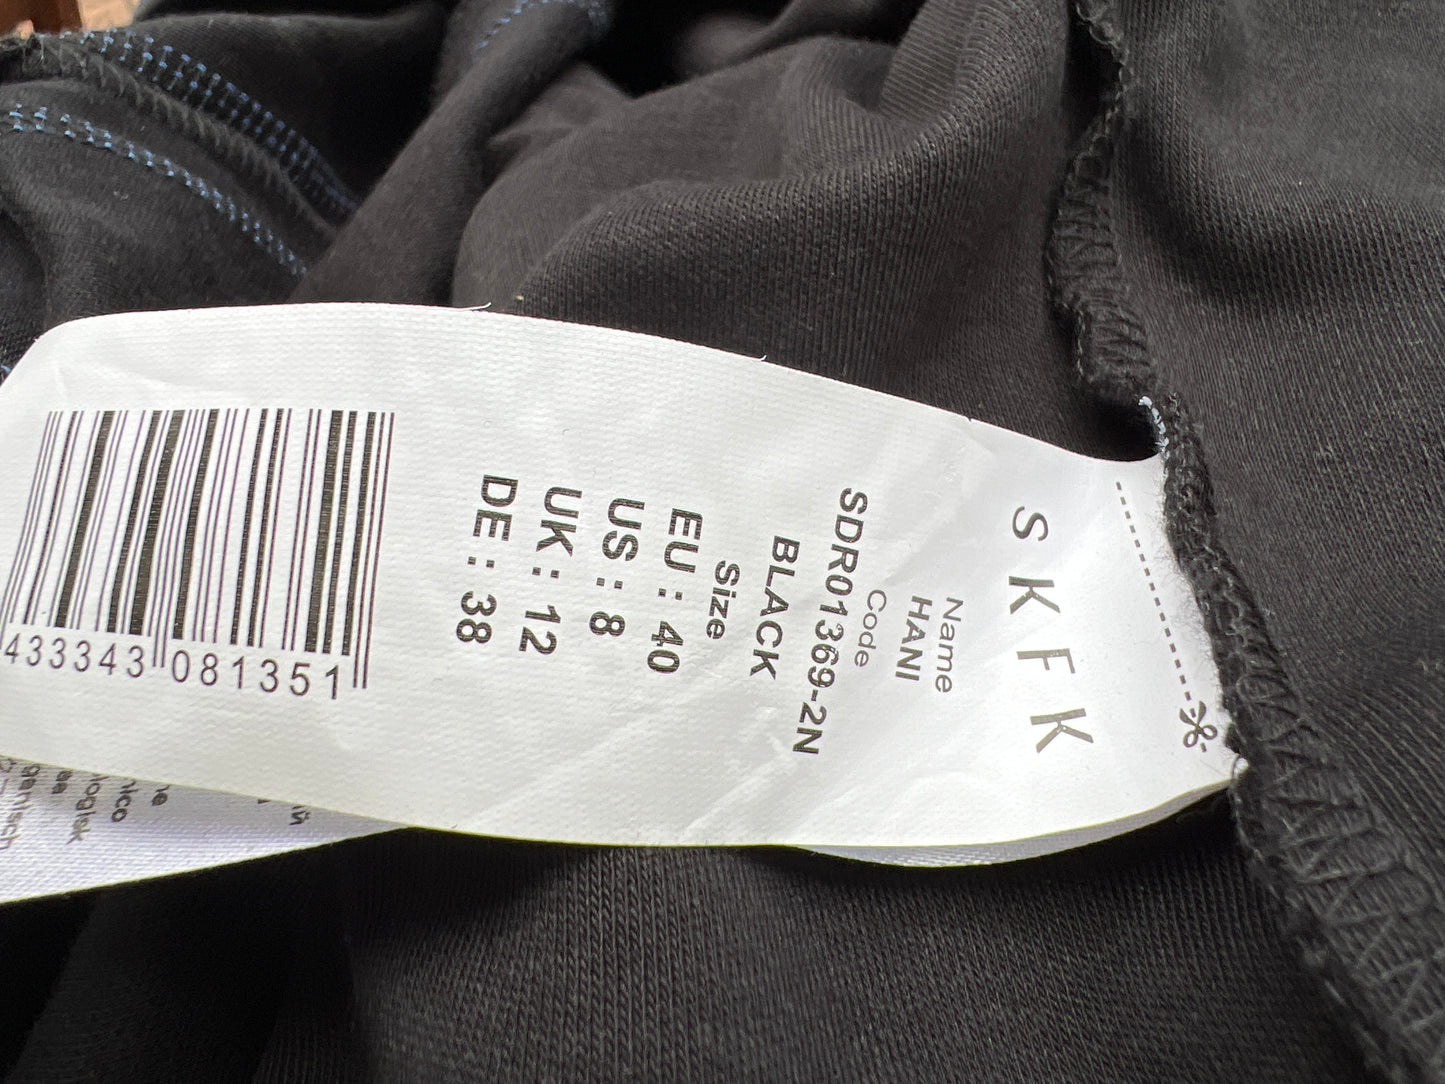 SKFK
Name
HANI
Code
SDR01369-2N
BLACK
Size
EU: 40
US: 8
UK: 12
DE: 38
433343 081351